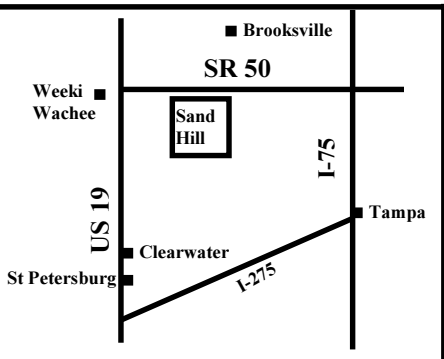 Brooksville
SR 50
Weeki
Wachee
Sand
Hill
I-75
US 19
Tampa
Clearwater
St Petersburg
I-275